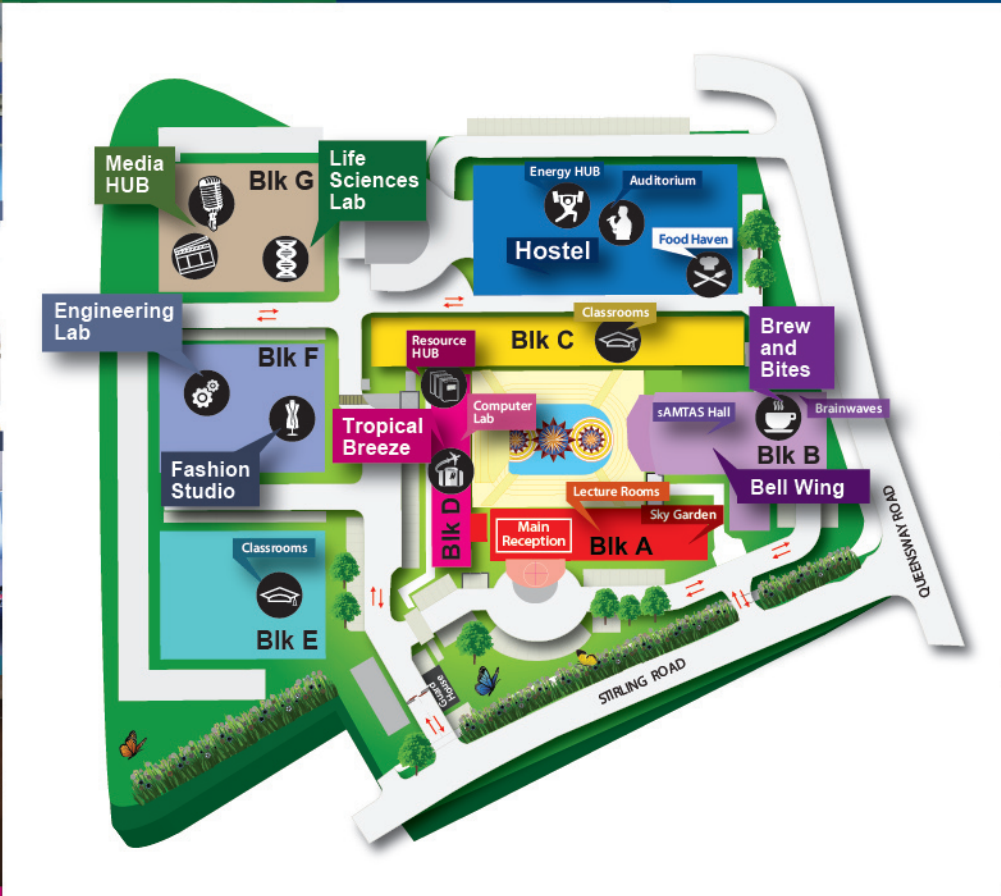 Media
HUB
Blk G
Life
Sciences
Lab
Energy HUB
Auditorium
Food Haven
Hostel
Engineering
Lab
Blk F
Fashion
Studio
Resource
HUB
Blk C
Classrooms
Brew
and
Bites
Tropical
Breeze
Computer
Lab
sAMTAS Hall
Brainwaves
Blk B
Bell Wing
Blk D
Lecture Rooms
Sky Garden
Main
Reception
Blk A
Classrooms
Blk E
Guard
House
STIRLING ROAD
QUEENSWAY ROAD